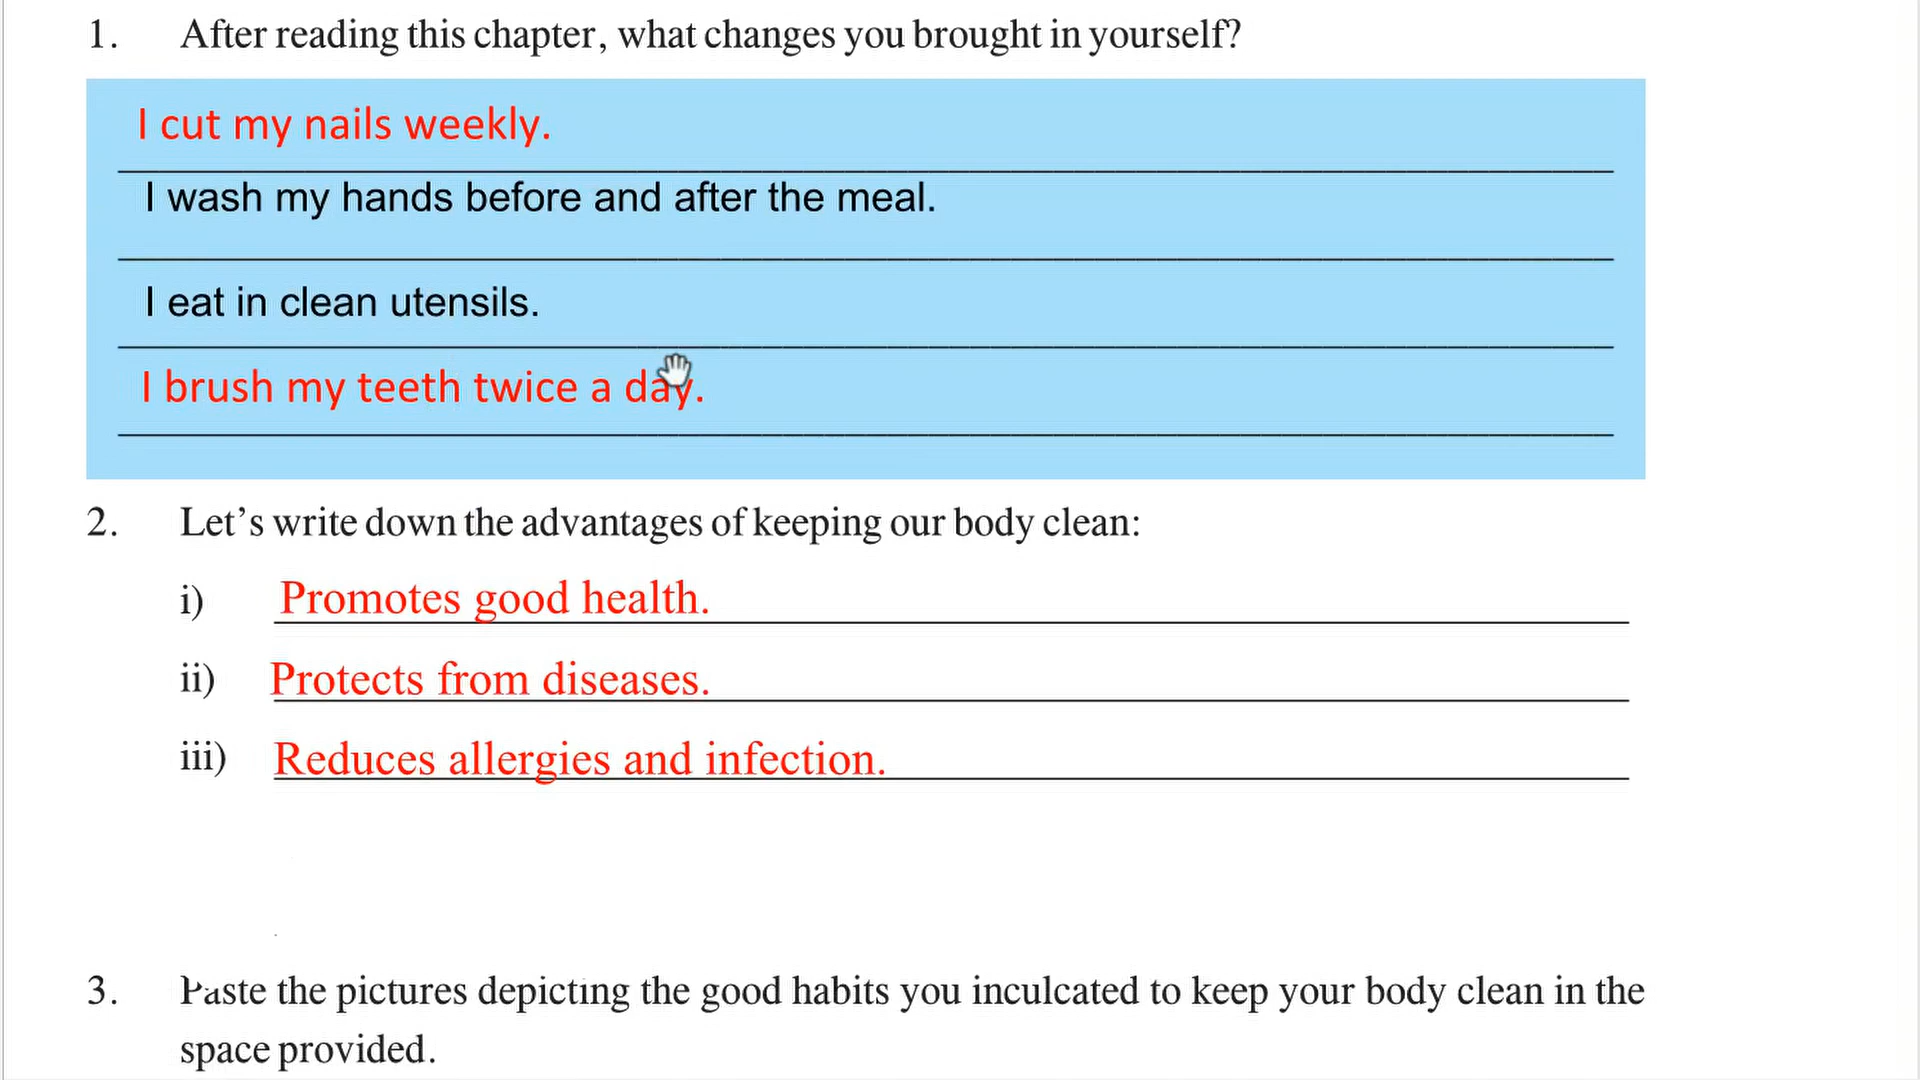 1. After reading this chapter, what changes you brought in yourself?
I cut my nails weekly.
I wash my hands before and after the meal.
I eat in clean utensils.
I brush my teeth twice a day.
2. Let’s write down the advantages of keeping our body clean:
i) Promotes good health.
ii) Protects from diseases.
iii) Reduces allergies and infection.
3. Paste the pictures depicting the good habits you inculcated to keep your body clean in the
space provided.